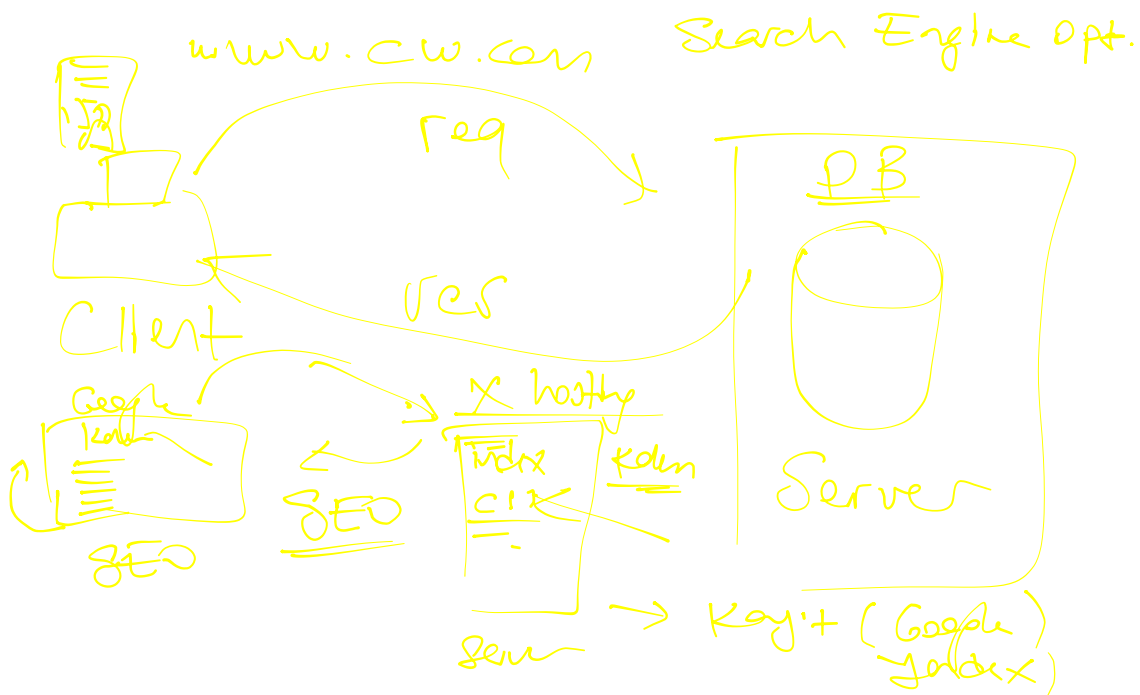 www.cw.com
Search Engine Opt.
req
DB
res
Client
Server
Google
X hosting
index
SEO
SEO
Server
Kayıt (Google
Yandex)